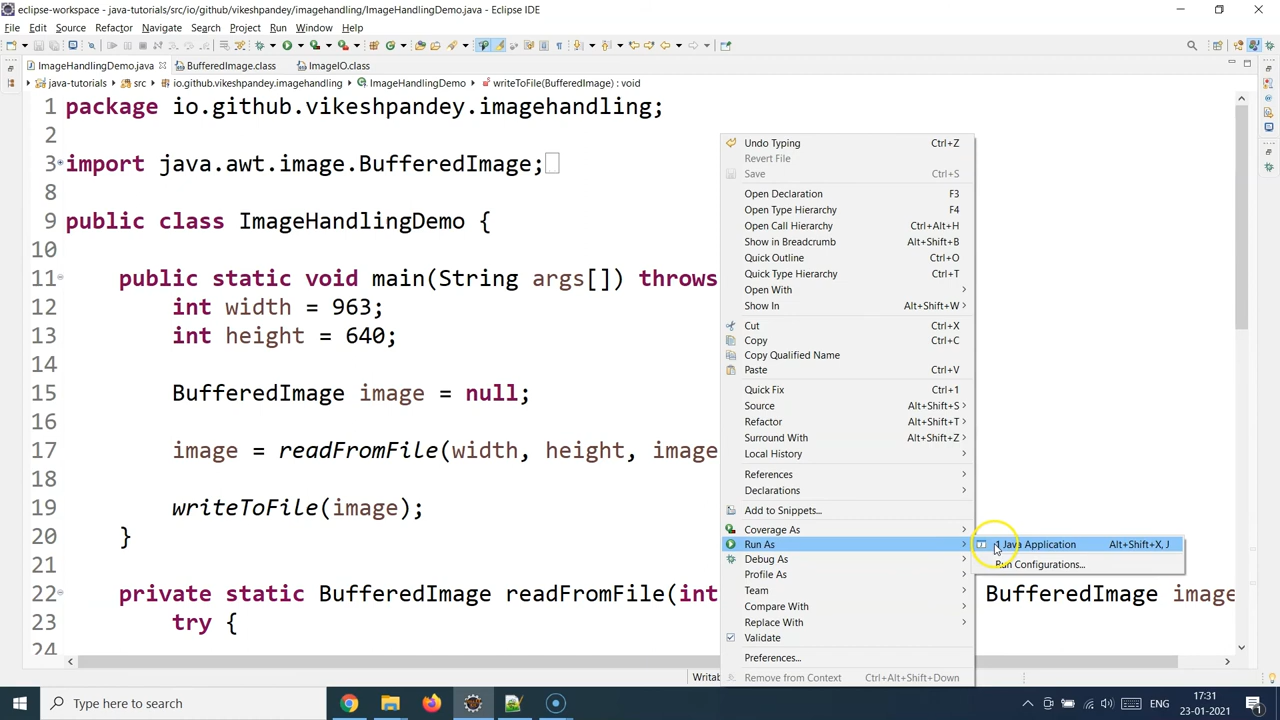 eclipse-workspace - java-tutorials/src/io/github/vikeshpandey/imagehandling/ImageHandlingDemo.java - Eclipse IDE
File Edit Source Refactor Navigate Search Project Run Window Help
ImageHandlingDemo.java BufferedImage.class ImageIO.class
java-tutorials src io.github.vikeshpandey.imagehandling ImageHandlingDemo writeToFile(BufferedImage) : void
1 package io.github.vikeshpandey.imagehandling;
2
3 import java.awt.image.BufferedImage;
8
9 public class ImageHandlingDemo {
10
11 public static void main(String args[]) throws
12 int width = 963;
13 int height = 640;
14
15 BufferedImage image = null;
16
17 image = readFromFile(width, height, image
18
19 writeToFile(image);
20 }
22 private static BufferedImage readFromFile(int BufferedImage image
23 try {
24
Undo Typing Ctrl+Z
Revert File
Save Ctrl+S
Open Declaration F3
Open Type Hierarchy F4
Open Call Hierarchy Ctrl+Alt+H
Show in Breadcrumb Alt+Shift+B
Quick Outline Ctrl+O
Quick Type Hierarchy Ctrl+T
Open With
Show In Alt+Shift+W
Cut Ctrl+X
Copy Ctrl+C
Copy Qualified Name
Paste Ctrl+V
Quick Fix Ctrl+1
Source Alt+Shift+S
Refactor Alt+Shift+T
Surround With Alt+Shift+Z
Local History
References
Declarations
Add to Snippets...
Coverage As
Run As
Debug As
Profile As
Team
Compare With
Replace With
Validate
Preferences...
Remove from Context Ctrl+Alt+Shift+Down
1 Java Application Alt+Shift+X, J
Run Configurations...
Writab
Type here to search
ENG
17:31
23-01-2021
1